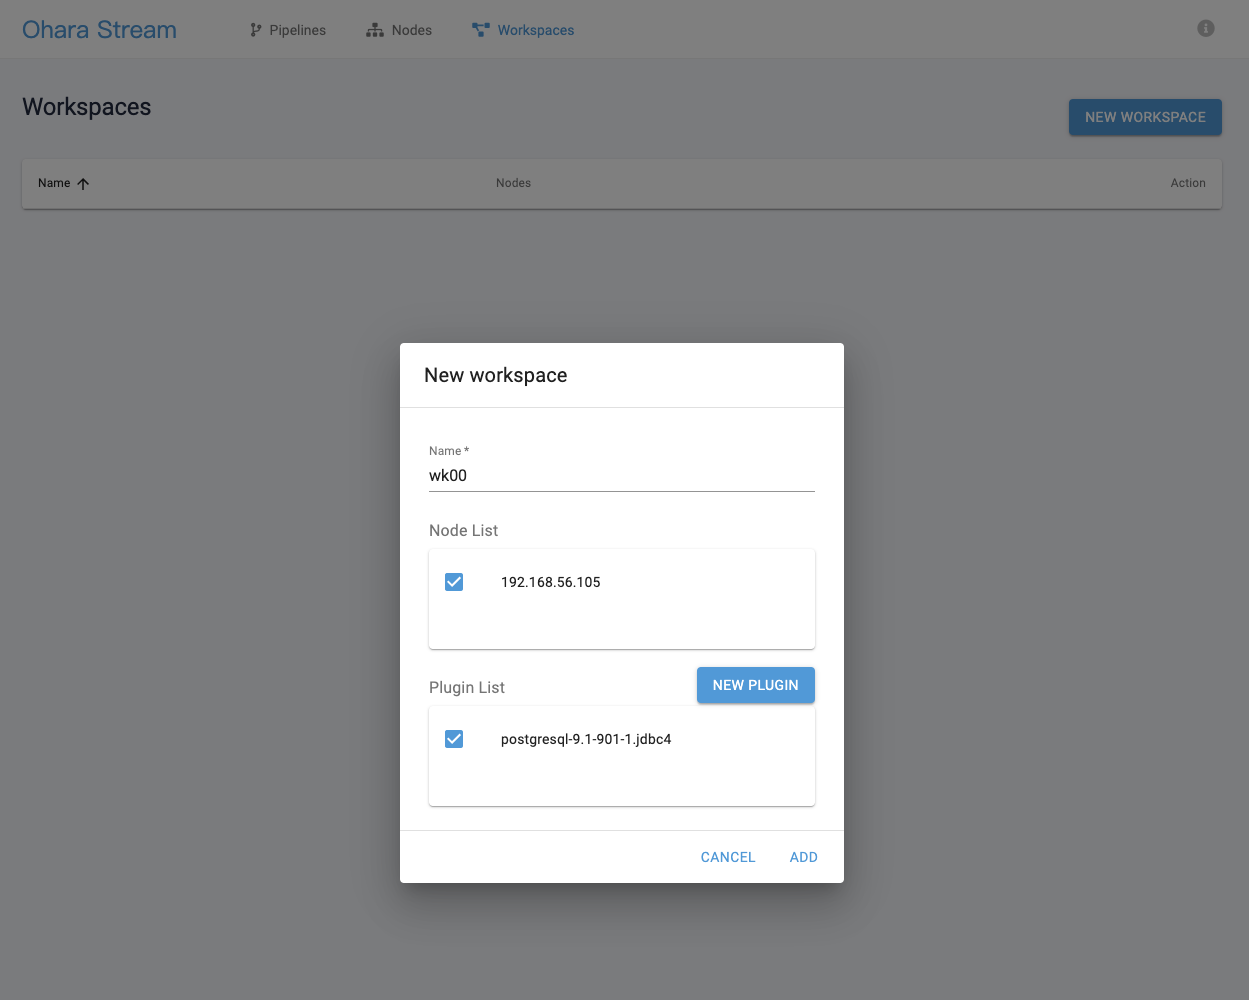 Ohara Stream
Pipelines
Nodes
Workspaces
Workspaces
NEW WORKSPACE
Name
Nodes
Action
New workspace
Name *
wk00
Node List
192.168.56.105
Plugin List
NEW PLUGIN
postgresql-9.1-901-1.jdbc4
CANCEL
ADD